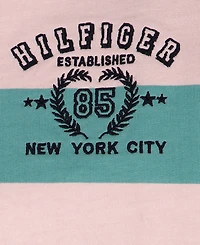 HILFIGER
ESTABLISHED
85
NEW YORK CITY